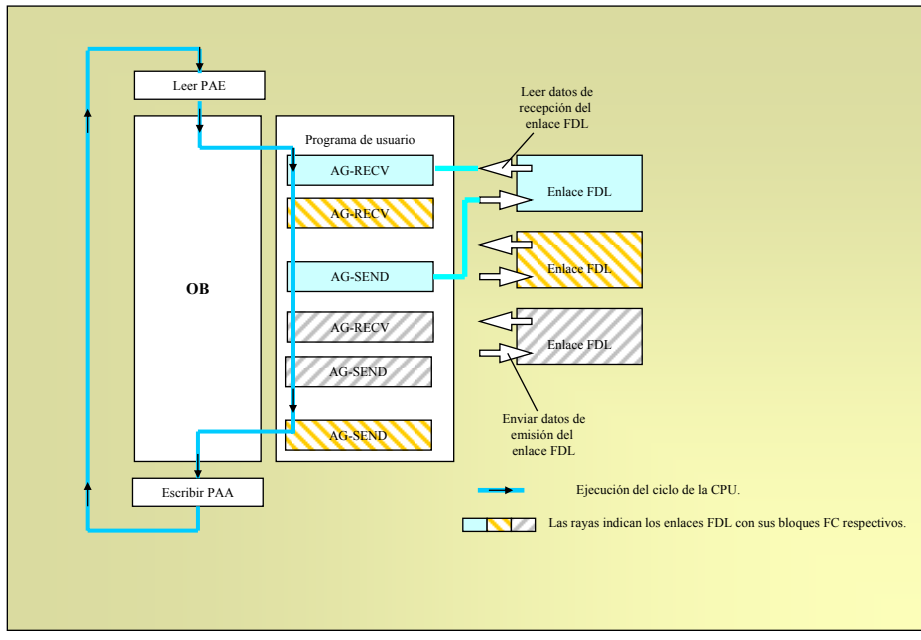 Leer PAE
Leer datos de
recepción del
enlace FDL
Programa de usuario
AG-RECV
Enlace FDL
AG-RECV
Enlace FDL
AG-SEND
OB
AG-RECV
Enlace FDL
AG-SEND
Enviar datos de
emisión del
enlace FDL
AG-SEND
Escribir PAA
Ejecución del ciclo de la CPU.
Las rayas indican los enlaces FDL con sus bloques FC respectivos.